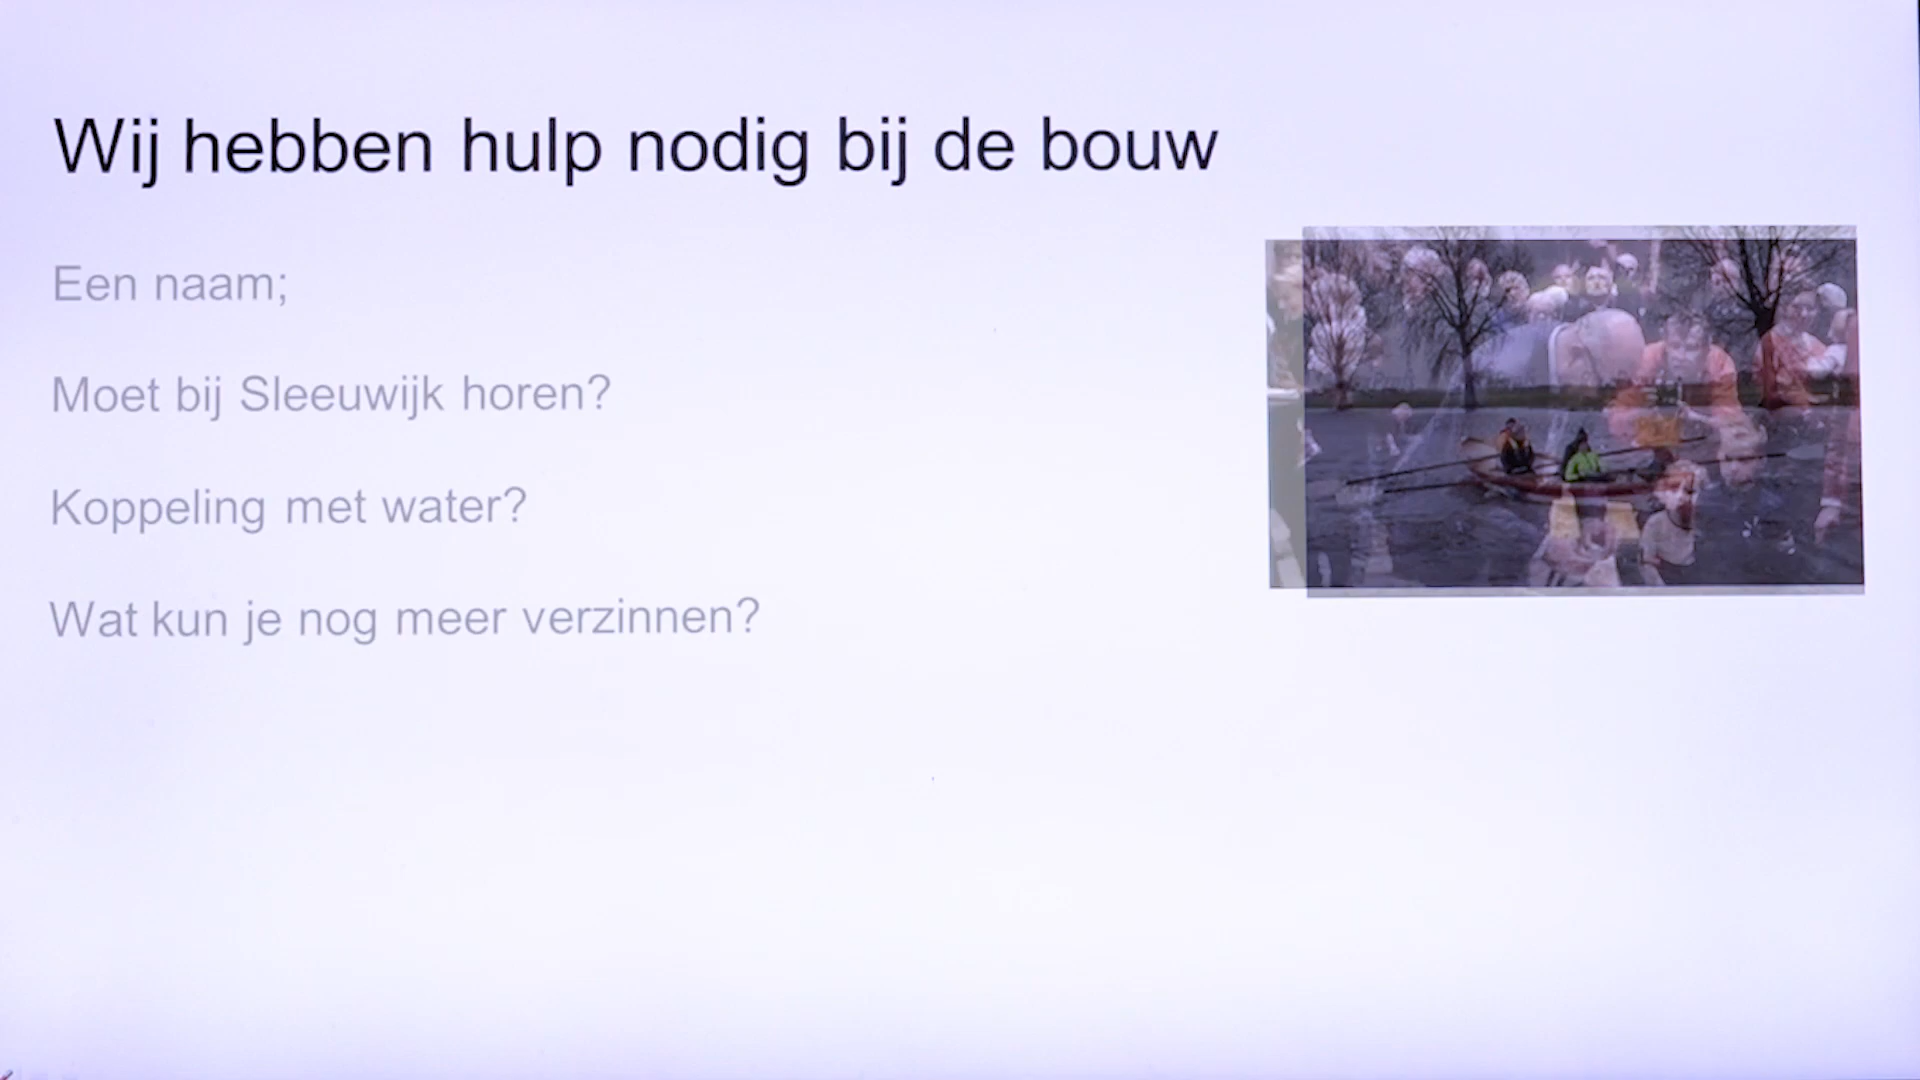 Wij hebben hulp nodig bij de bouw
Een naam;
Moet bij Sleeuwijk horen?
Koppeling met water?
Wat kun je nog meer verzinnen?